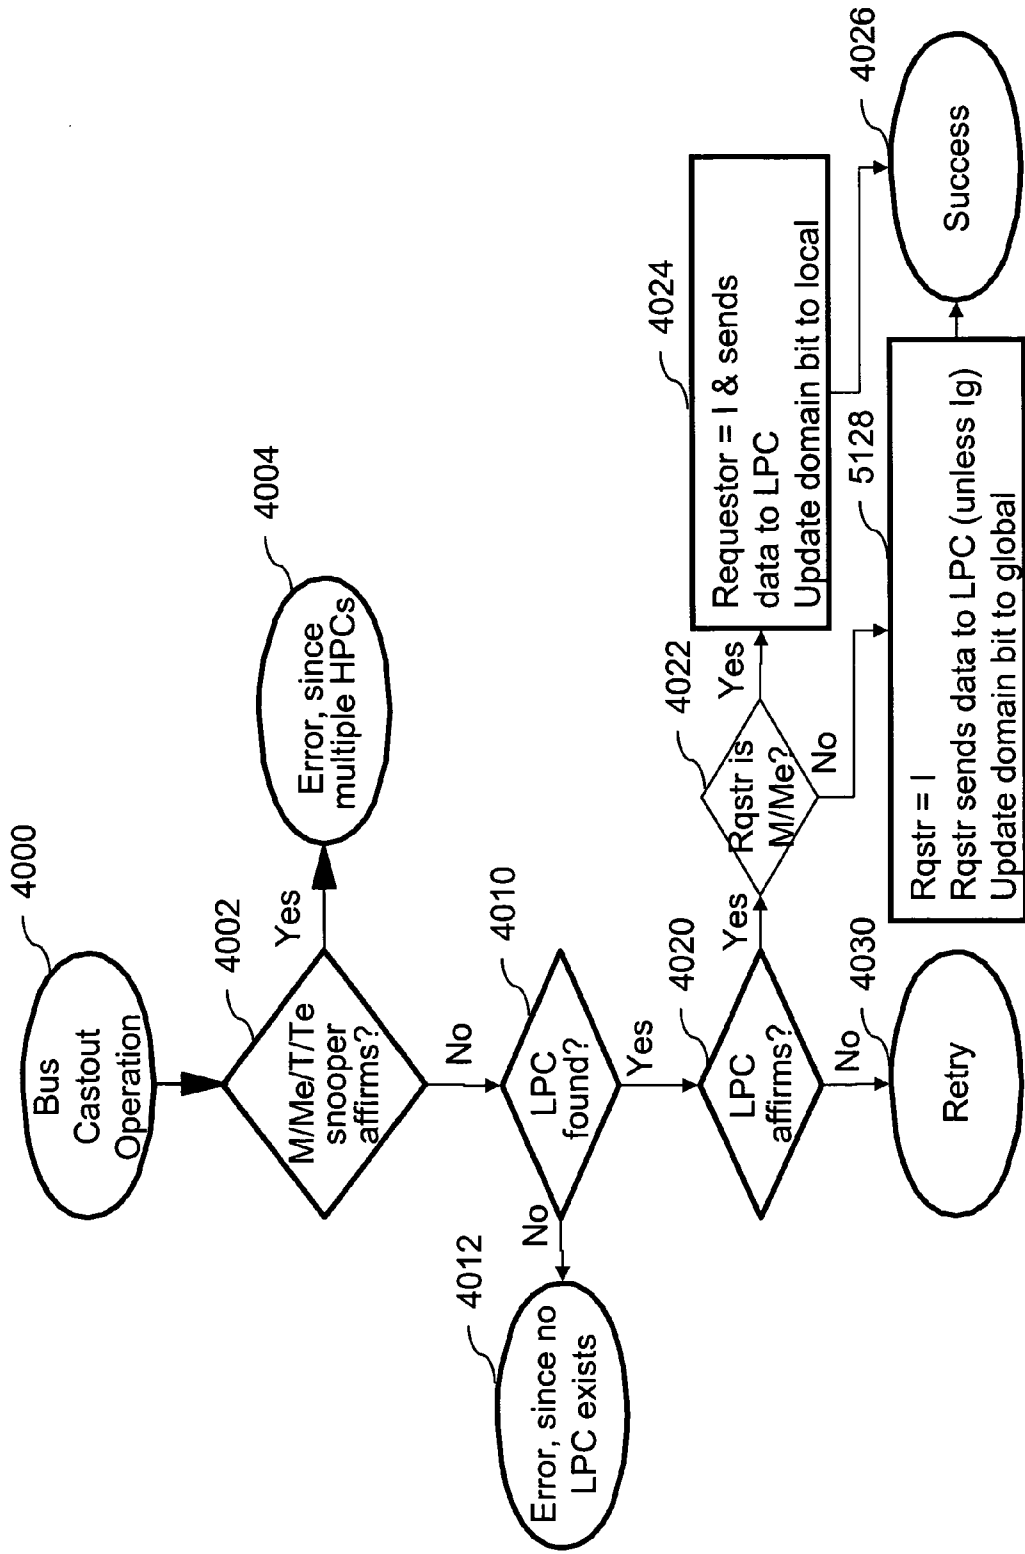 Bus
Castout
Operation
4000
M/Me/T/Te
snooper
affirms?
4002
Yes
Error, since
multiple HPCs
4004
No
LPC
found?
4010
No
Error, since no
LPC exists
4012
Yes
LPC
affirms?
4020
Yes
Rqstr is
M/Me?
4022
Yes
Requestor = I & sends
data to LPC
Update domain bit to local
4024
No
Rqstr = I
Rqstr sends data to LPC (unless Ig)
Update domain bit to global
5128
Success
4026
No
Retry
4030